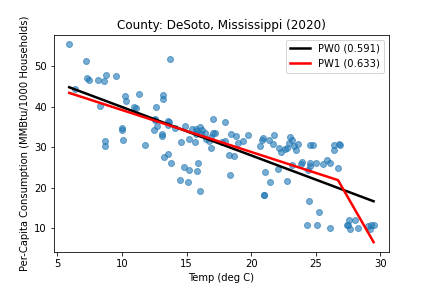 County: DeSoto, Mississippi (2020)
PW0 (0.591)
PW1 (0.633)
Per-Capita Consumption (MMBtu/1000 Households)
50
40
30
20
10
5
10
15
20
25
30
Temp (deg C)